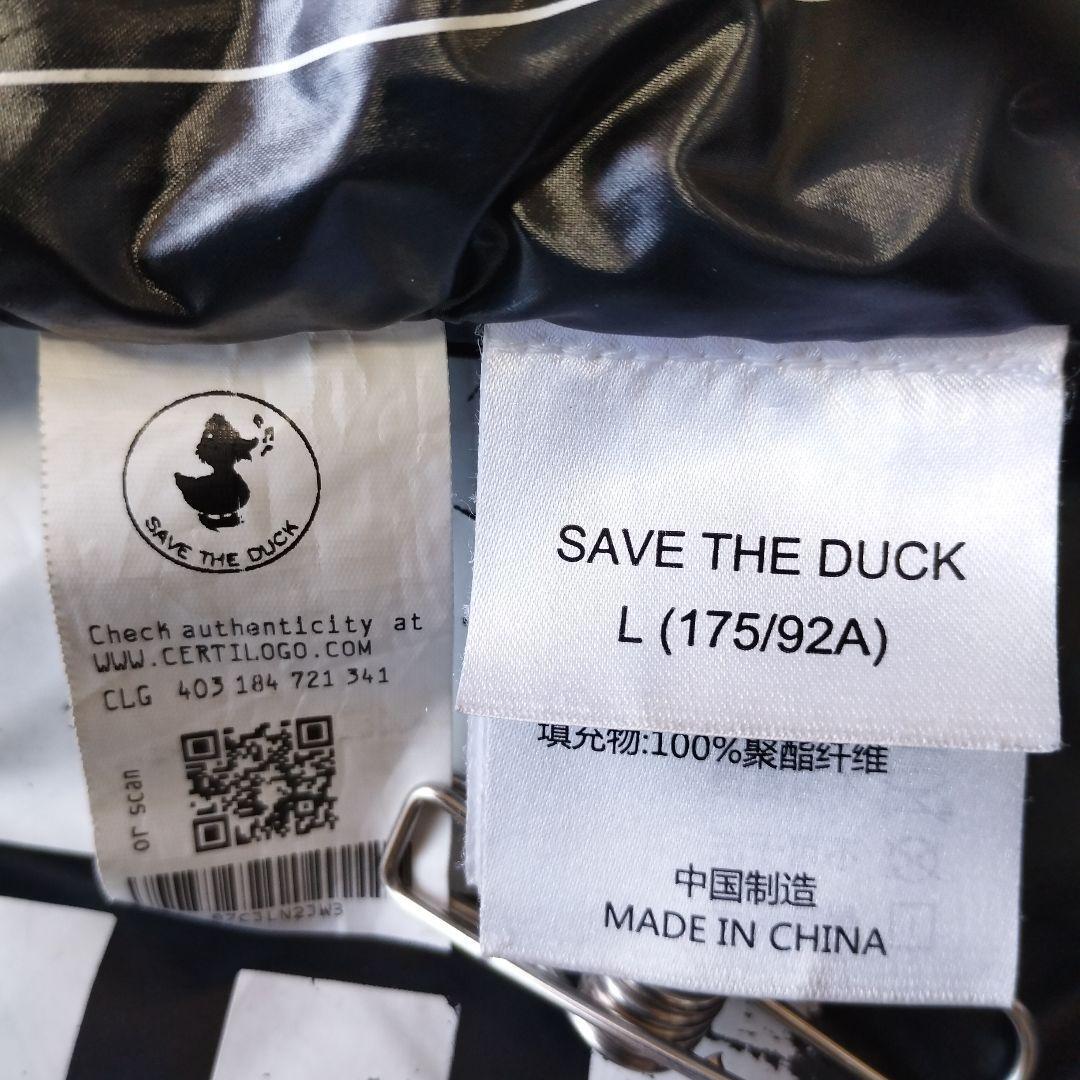 SAVE THE DUCK
Check authenticity at
WWW.CERTILOGO.COM
CLG 403 184 721 341
or scan
SAVE THE DUCK
L (175/92A)
填充物:100%聚酯纤维
中国制造
MADE IN CHINA